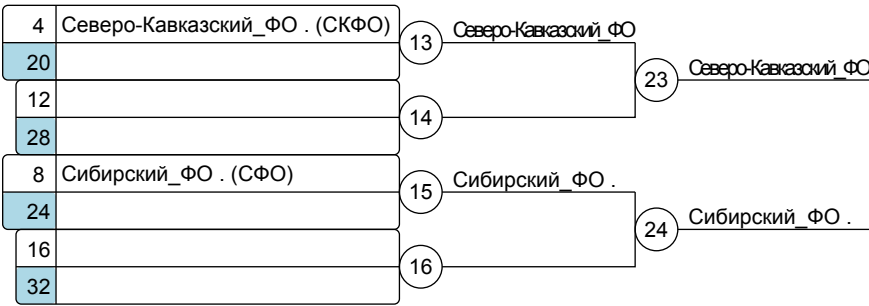 4 Северо-Кавказский_ФО . (СКФО)
13 Северо-Кавказский_ФО
20
23 Северо-Кавказский_ФО
12
14
28
8 Сибирский_ФО . (СФО)
15 Сибирский_ФО .
24
24 Сибирский_ФО .
16
16
32